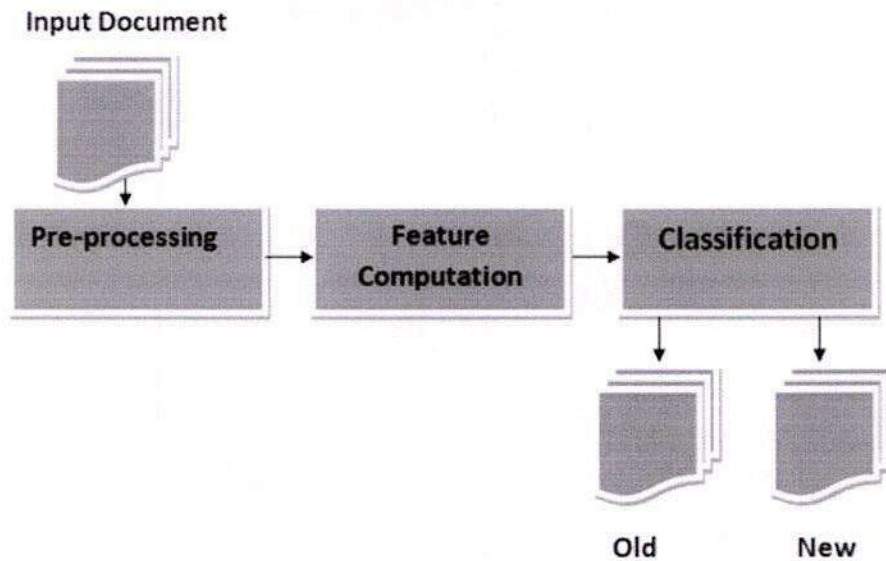 Input Document
Pre-processing
Feature
Computation
Classification
Old
New